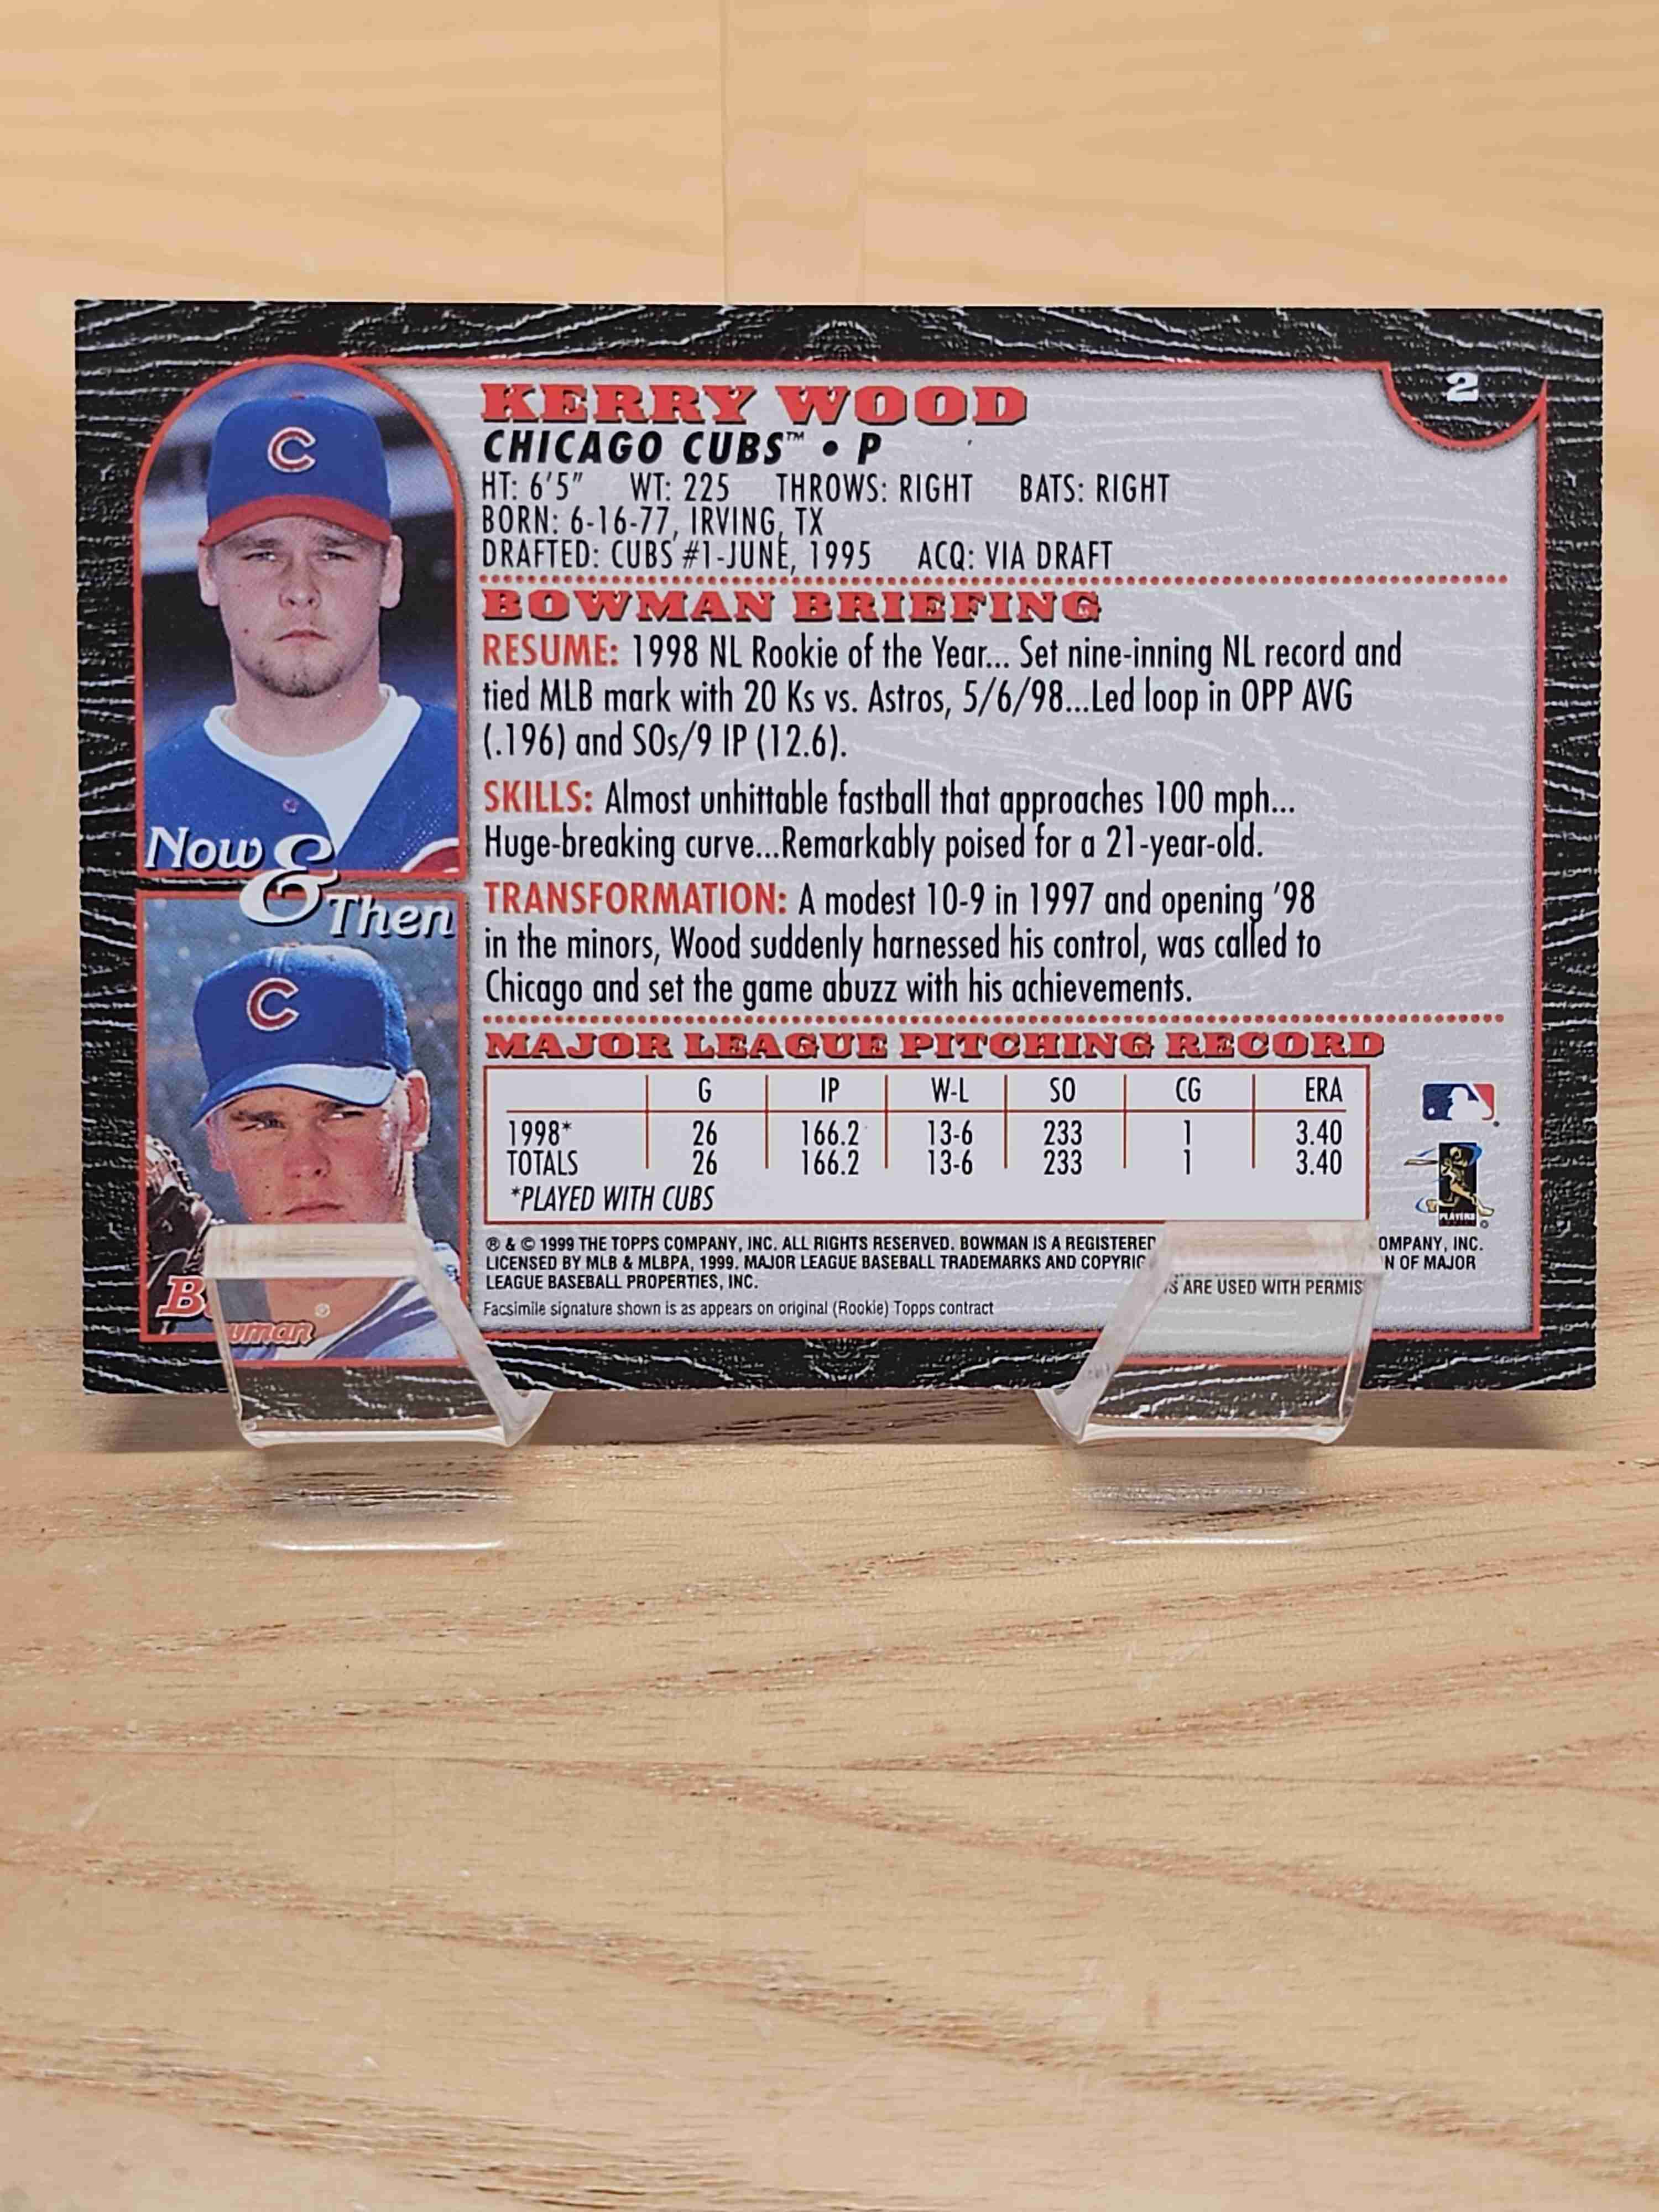 2
KERRY WOOD
CHICAGO CUBS™ • P
HT: 6'5" WT: 225 THROWS: RIGHT BATS: RIGHT
BORN: 6-16-77, IRVING, TX
DRAFTED: CUBS #1-JUNE, 1995 ACQ: VIA DRAFT
BOWMAN BRIEFING
RESUME: 1998 NL Rookie of the Year... Set nine-inning NL record and
tied MLB mark with 20 Ks vs. Astros, 5/6/98...Led loop in OPP AVG
(.196) and SOs/9 IP (12.6).
SKILLS: Almost unhittable fastball that approaches 100 mph...
Huge-breaking curve...Remarkably poised for a 21-year-old.
TRANSFORMATION: A modest 10-9 in 1997 and opening '98
in the minors, Wood suddenly harnessed his control, was called to
Chicago and set the game abuzz with his achievements.
MAJOR LEAGUE PITCHING RECORD
G IP W-L SO CG ERA
1998* 26 166.2 13-6 233 1 3.40
TOTALS 26 166.2 13-6 233 1 3.40
*PLAYED WITH CUBS
® & © 1999 THE TOPPS COMPANY, INC. ALL RIGHTS RESERVED. BOWMAN IS A REGISTERED OMPANY, INC.
LICENSED BY MLB & MLBPA, 1999. MAJOR LEAGUE BASEBALL TRADEMARKS AND COPYRIG N OF MAJOR
LEAGUE BASEBALL PROPERTIES, INC. S ARE USED WITH PERMIS
Facsimile signature shown is as appears on original (Rookie) Topps contract
C
Now & Then
C
B wman ®
PLAYERS